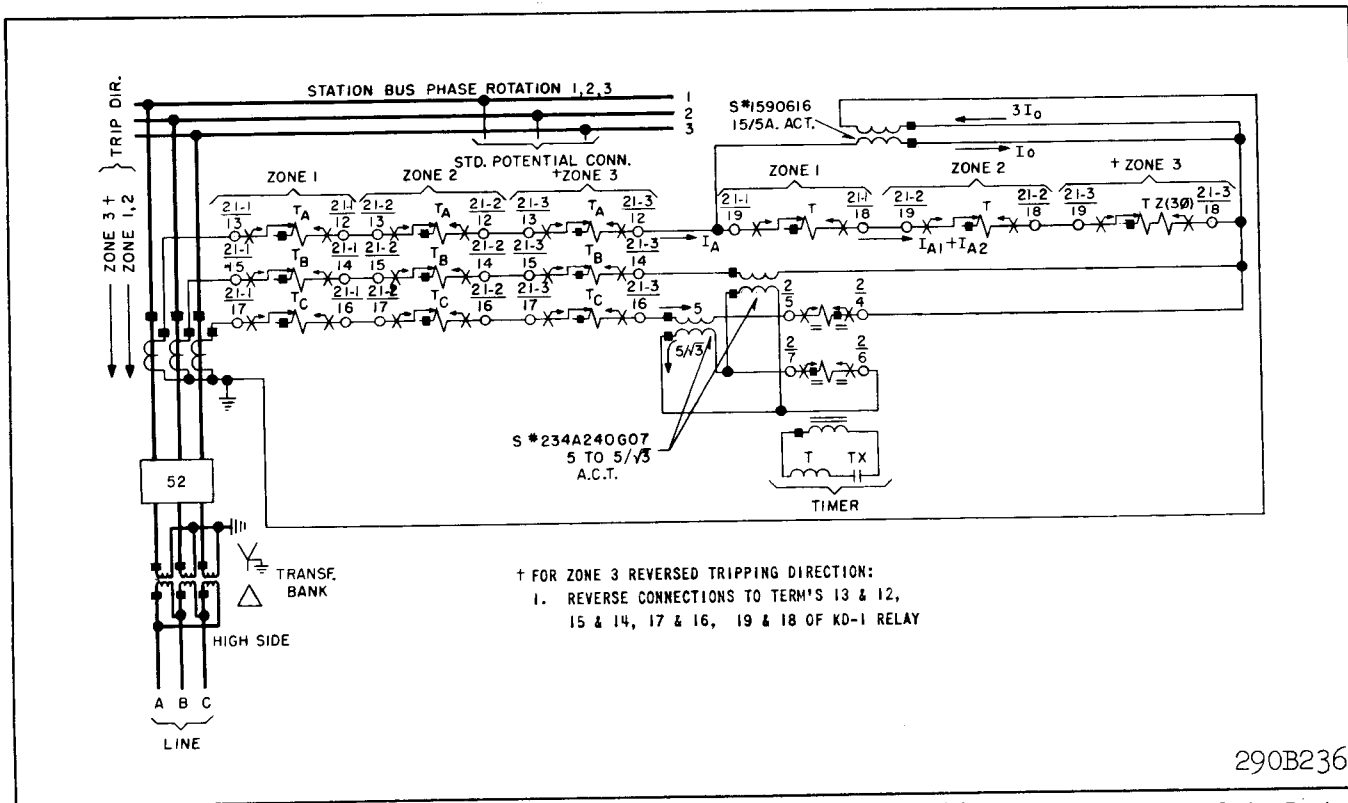 TRIP DIR.
ZONE 3 +
ZONE 1,2
STATION BUS PHASE ROTATION 1,2,3
1
2
3
STD. POTENTIAL CONN.
S#1590616
15/5A. ACT.
3I0
I0
ZONE 1
ZONE 2
+ZONE 3
ZONE 1
ZONE 2
+ ZONE 3
21-1
13
TA
21-1
12
21-2
13
TA
21-2
12
21-3
13
TA
21-3
12
IA
21-1
19
T
21-1
18
IA1+IA2
21-2
19
T
21-2
18
21-3
19
T Z(3Ø)
21-3
18
21-1
15
TB
21-1
14
21-2
15
TB
21-2
14
21-3
15
TB
21-3
14
21-1
17
TC
21-1
16
21-2
17
TC
21-2
16
21-3
17
TC
21-3
16
5
5/√3
2
5
2
4
2
7
2
6
S#234A240G07
5 TO 5/√3
A.C.T.
T
TX
TIMER
52
TRANSF.
BANK
HIGH SIDE
A B C
LINE
† FOR ZONE 3 REVERSED TRIPPING DIRECTION:
1. REVERSE CONNECTIONS TO TERM'S 13 & 12,
15 & 14, 17 & 16, 19 & 18 OF KD-1 RELAY
290B236